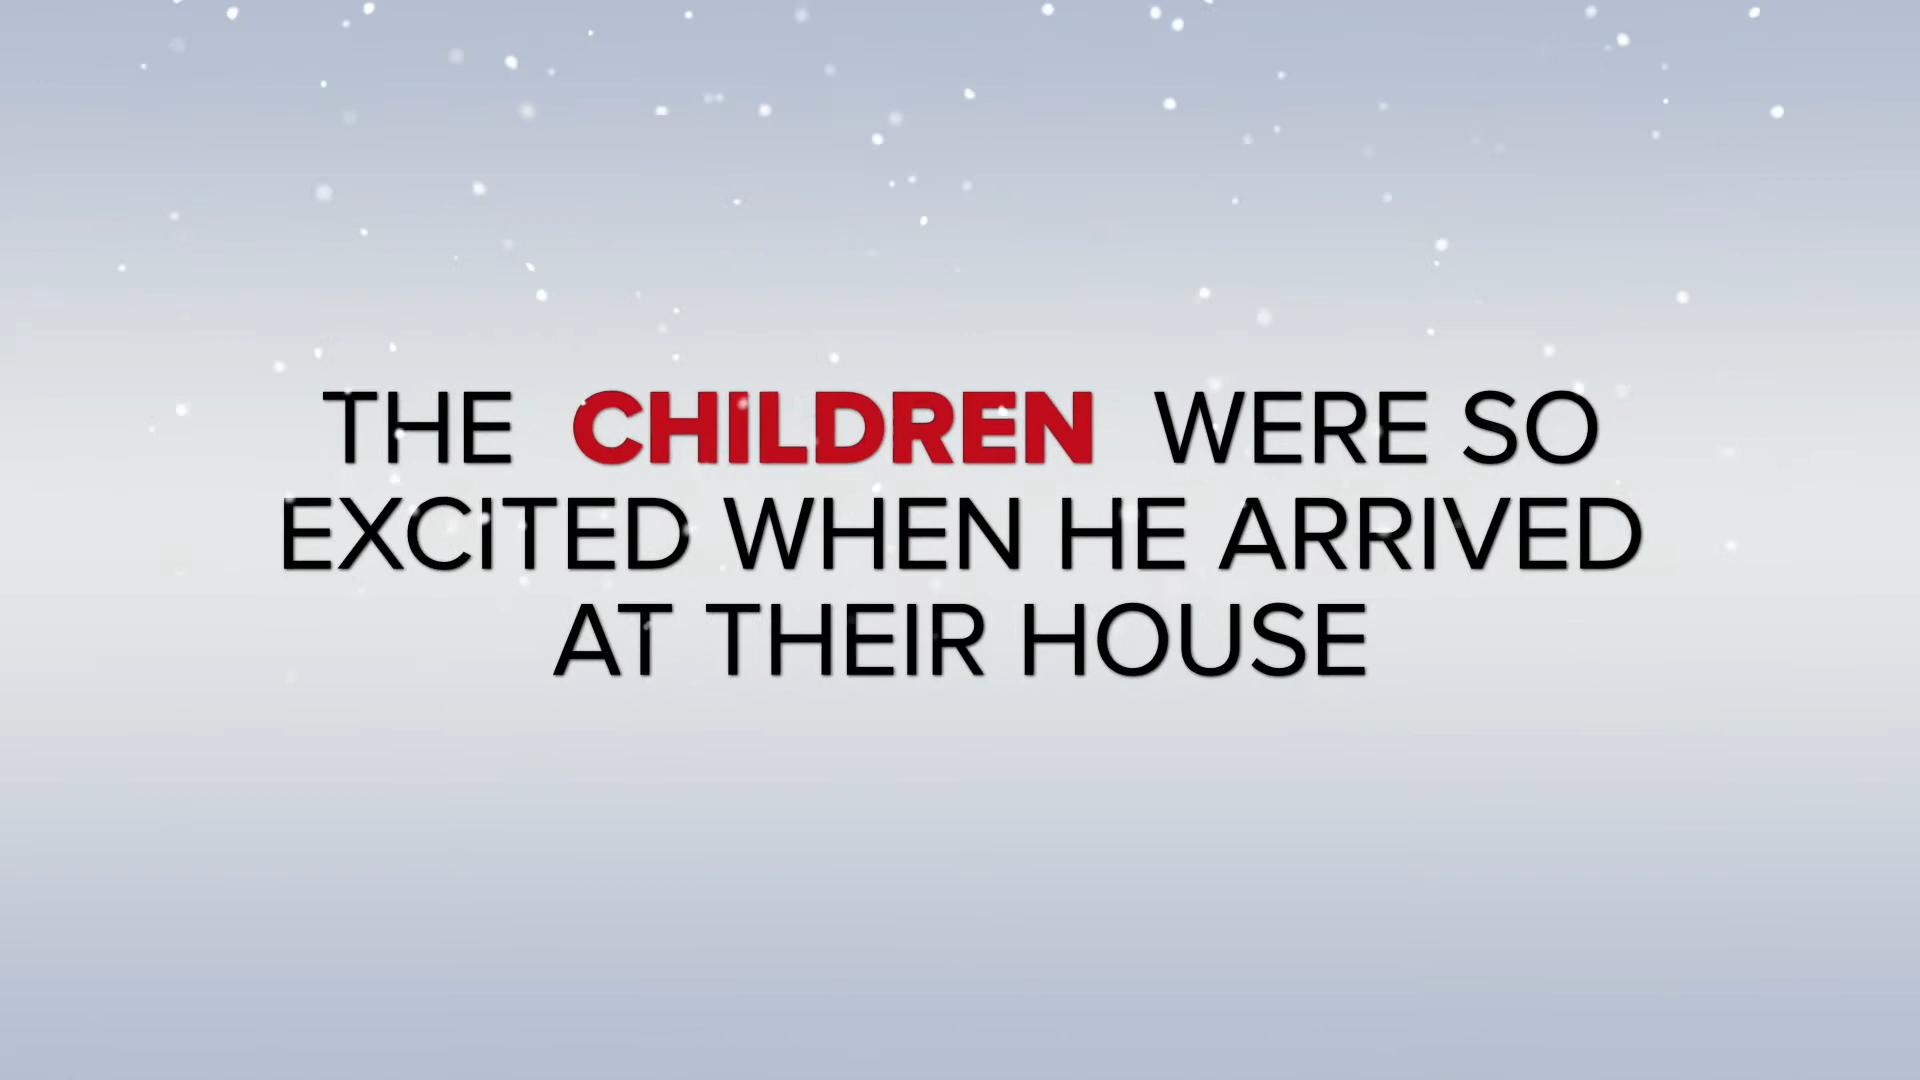 THE CHILDREN WERE SO
EXCITED WHEN HE ARRIVED
AT THEIR HOUSE